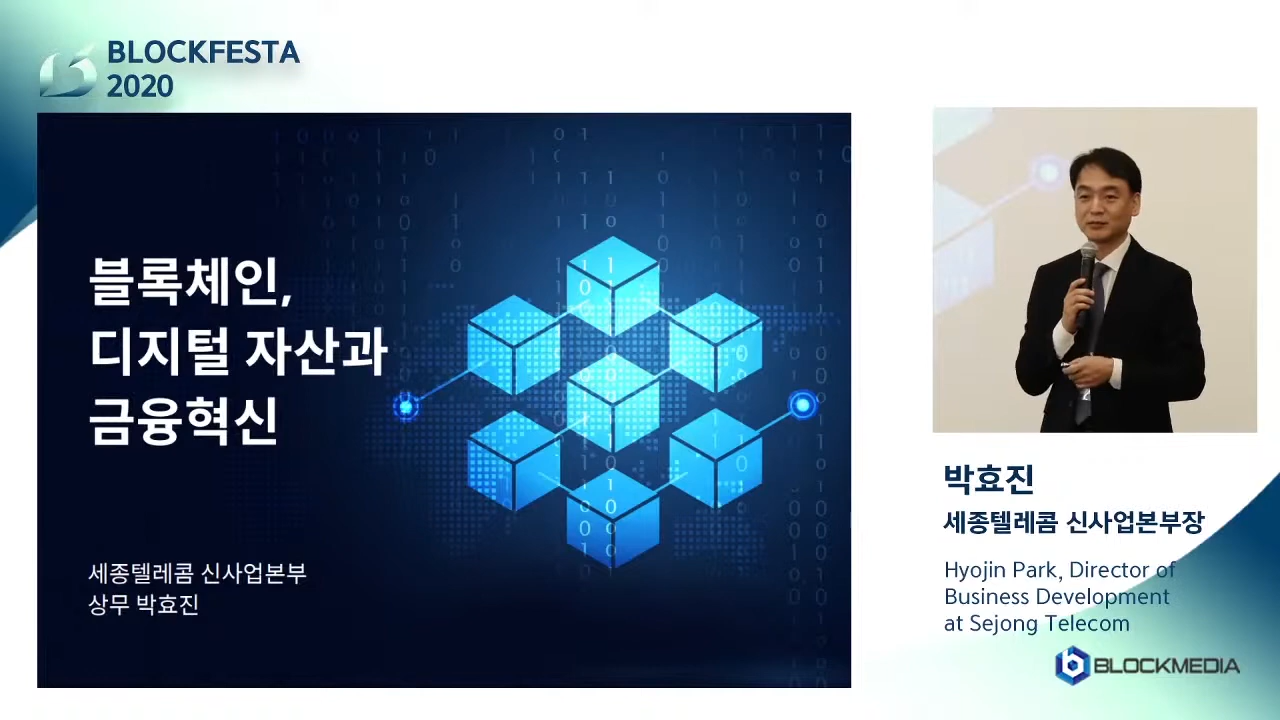 BLOCKFESTA
2020
블록체인,
디지털 자산과
금융혁신
세종텔레콤 신사업본부
상무 박효진
박효진
세종텔레콤 신사업본부장
Hyojin Park, Director of
Business Development
at Sejong Telecom
BLOCKMEDIA